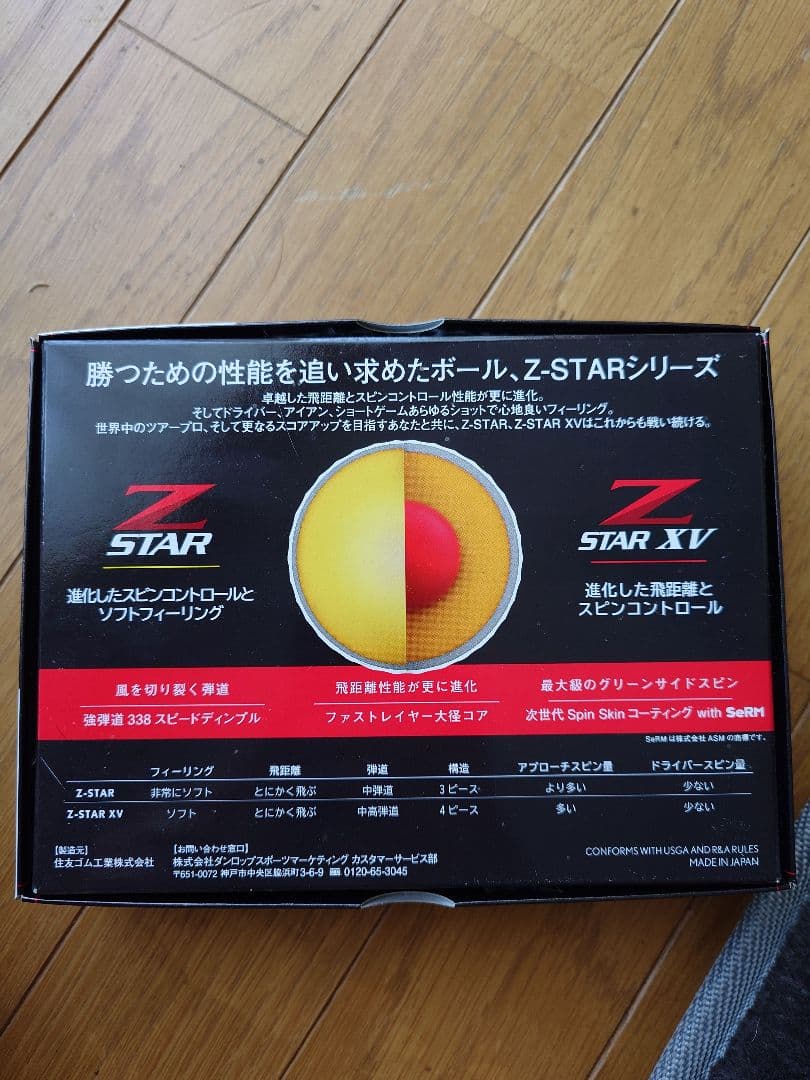 勝つための性能を追い求めたボール、Z-STARシリーズ
卓越した飛距離とスピンコントロール性能が更に進化。
そしてドライバー、アイアン、ショートゲームあらゆるショットで心地良いフィーリング。
世界中のツアープロ、そして更なるスコアアップを目指すあなたと共に、Z-STAR、Z-STAR XVはこれからも戦い続ける。
Z STAR
進化したスピンコントロールと
ソフトフィーリング
Z STAR XV
進化した飛距離と
スピンコントロール
風を切り裂く弾道
強弾道 338 スピードディンプル
飛距離性能が更に進化
ファストレイヤー大径コア
最大級のグリーンサイドスピン
次世代 Spin Skin コーティング with SeRM
SeRMは株式会社 ASM の商標です。
フィーリング 飛距離 弾道 構造 アプローチスピン量 ドライバースピン量
Z-STAR 非常にソフト とにかく飛ぶ 中弾道 3ピース より多い 少ない
Z-STAR XV ソフト とにかく飛ぶ 中高弾道 4ピース 多い 少ない
【製造元】
住友ゴム工業株式会社
【お問い合わせ窓口】
株式会社ダンロップスポーツマーケティング カスタマーサービス部
〒651-0072 神戸市中央区脇浜町3-6-9 0120-65-3045
CONFORMS WITH USGA AND R&A RULES
MADE IN JAPAN